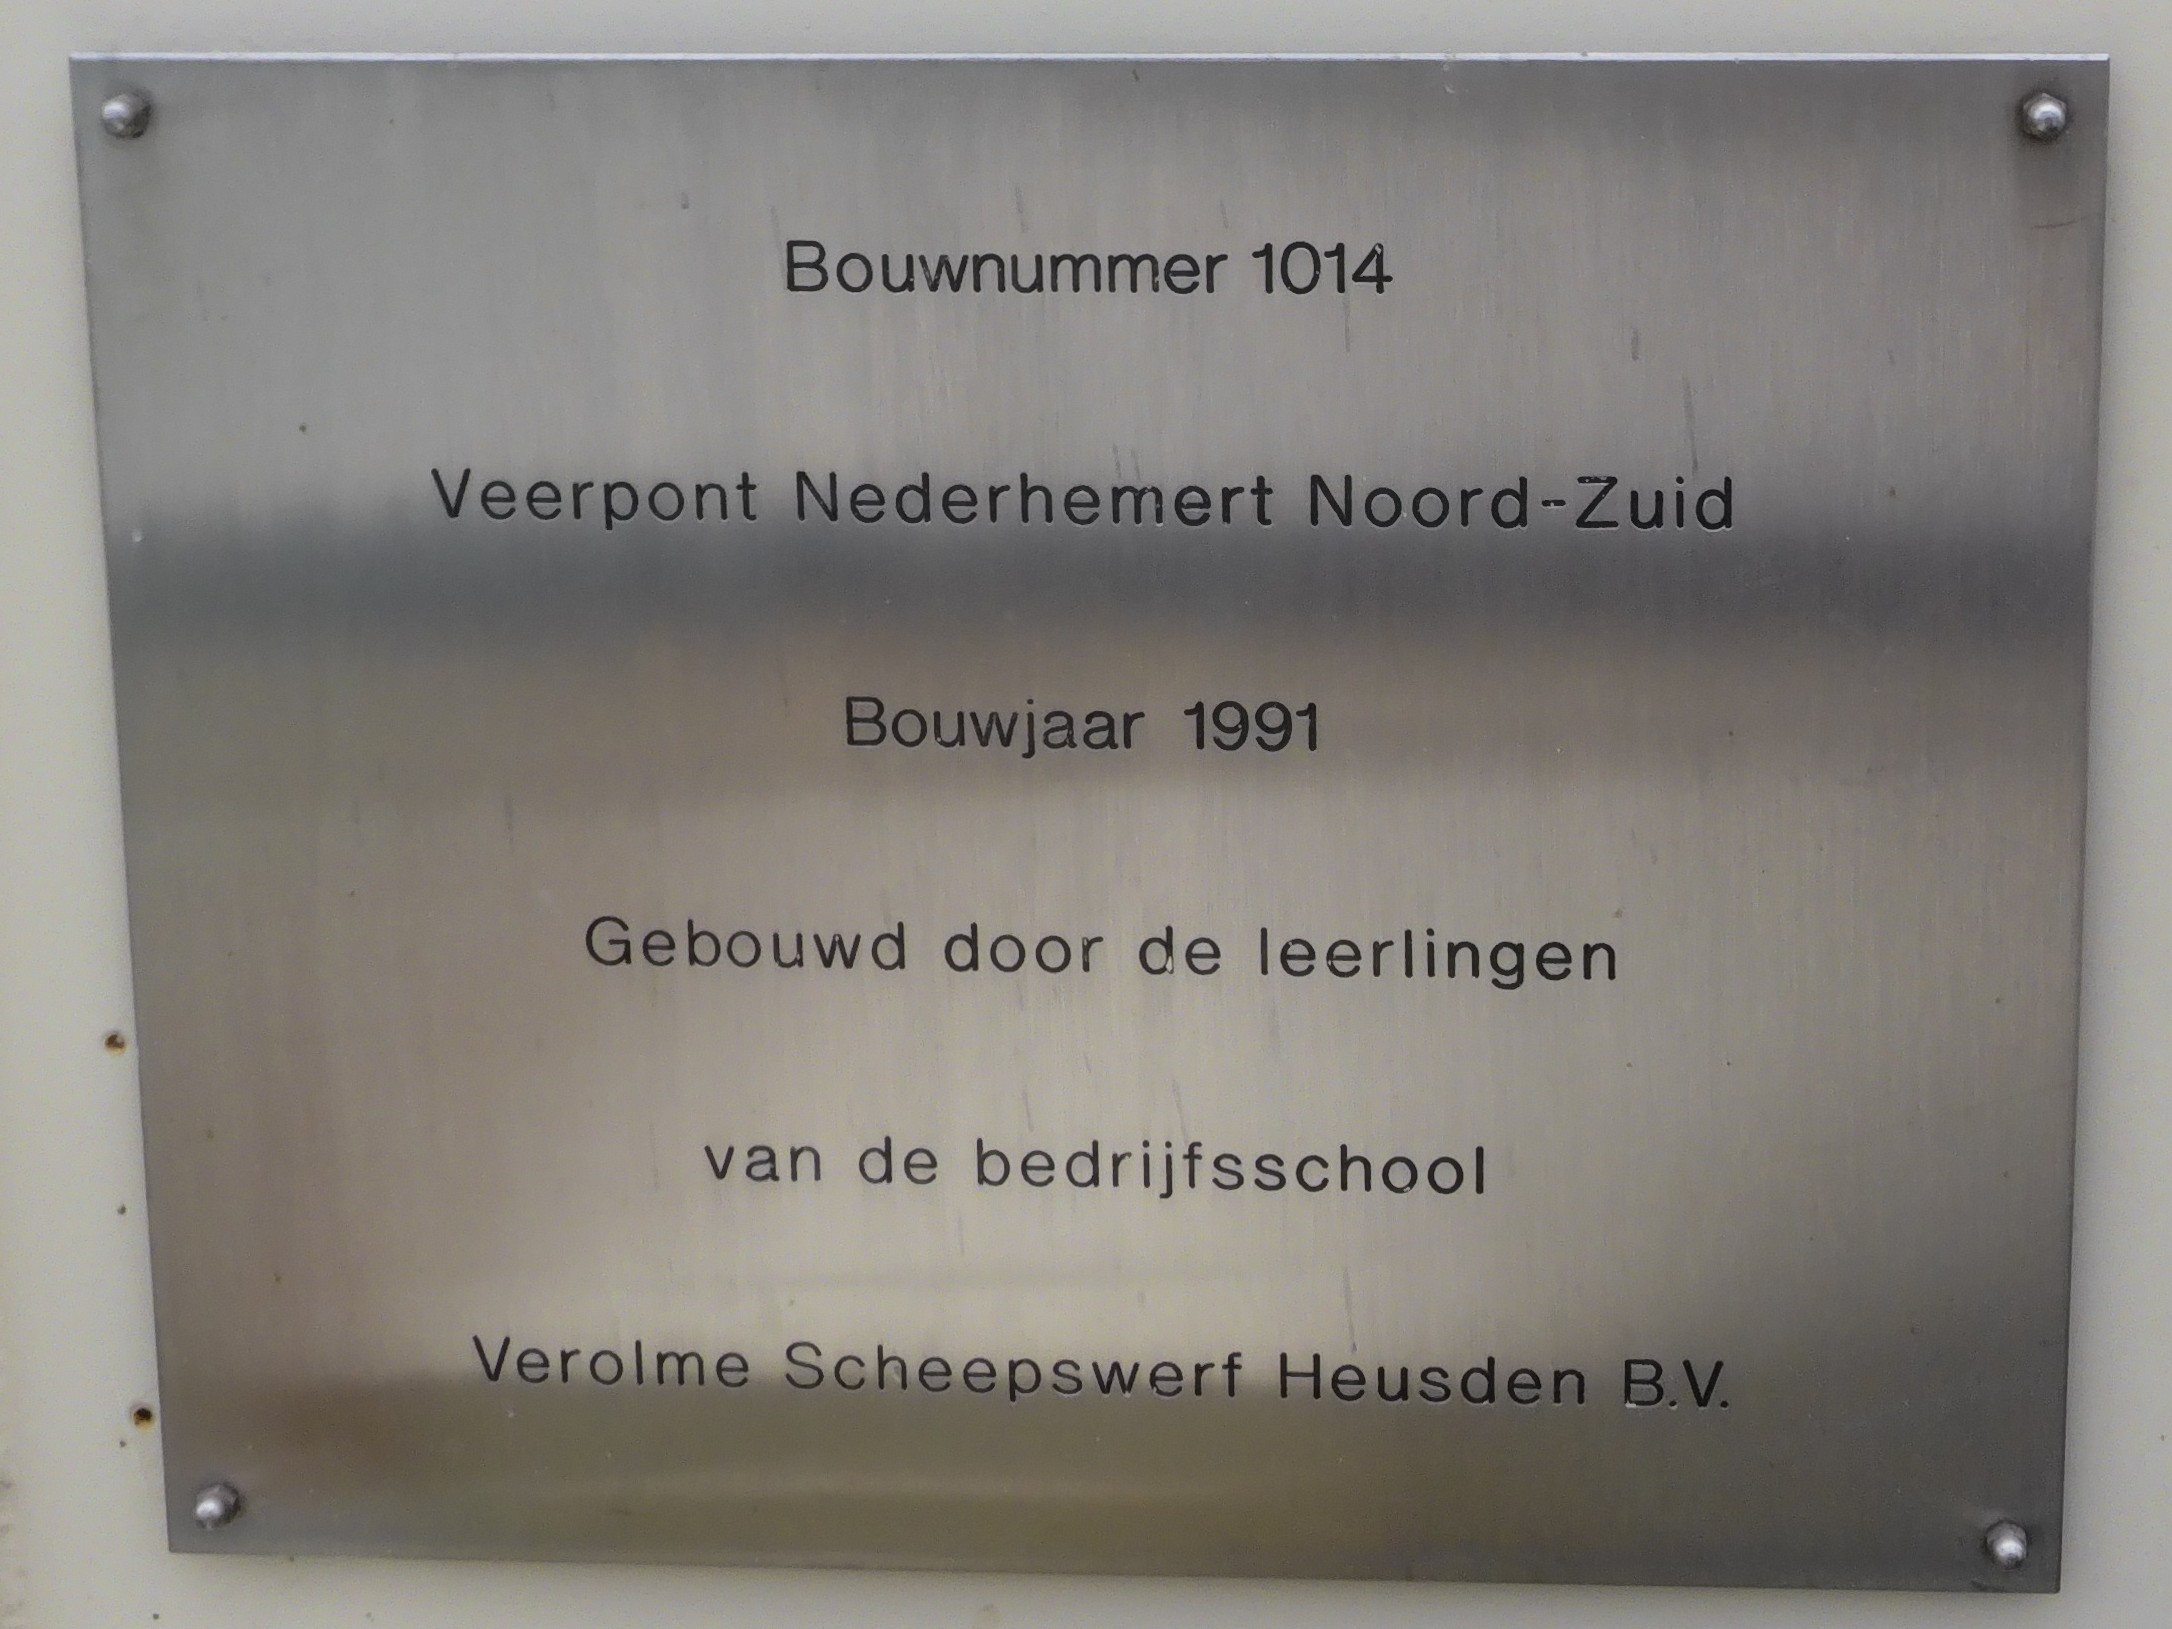 Bouwnummer 1014
Veerpont Nederhemert Noord-Zuid
Bouwjaar 1991
Gebouwd door de leerlingen
van de bedrijfsschool
Verolme Scheepswerf Heusden B.V.